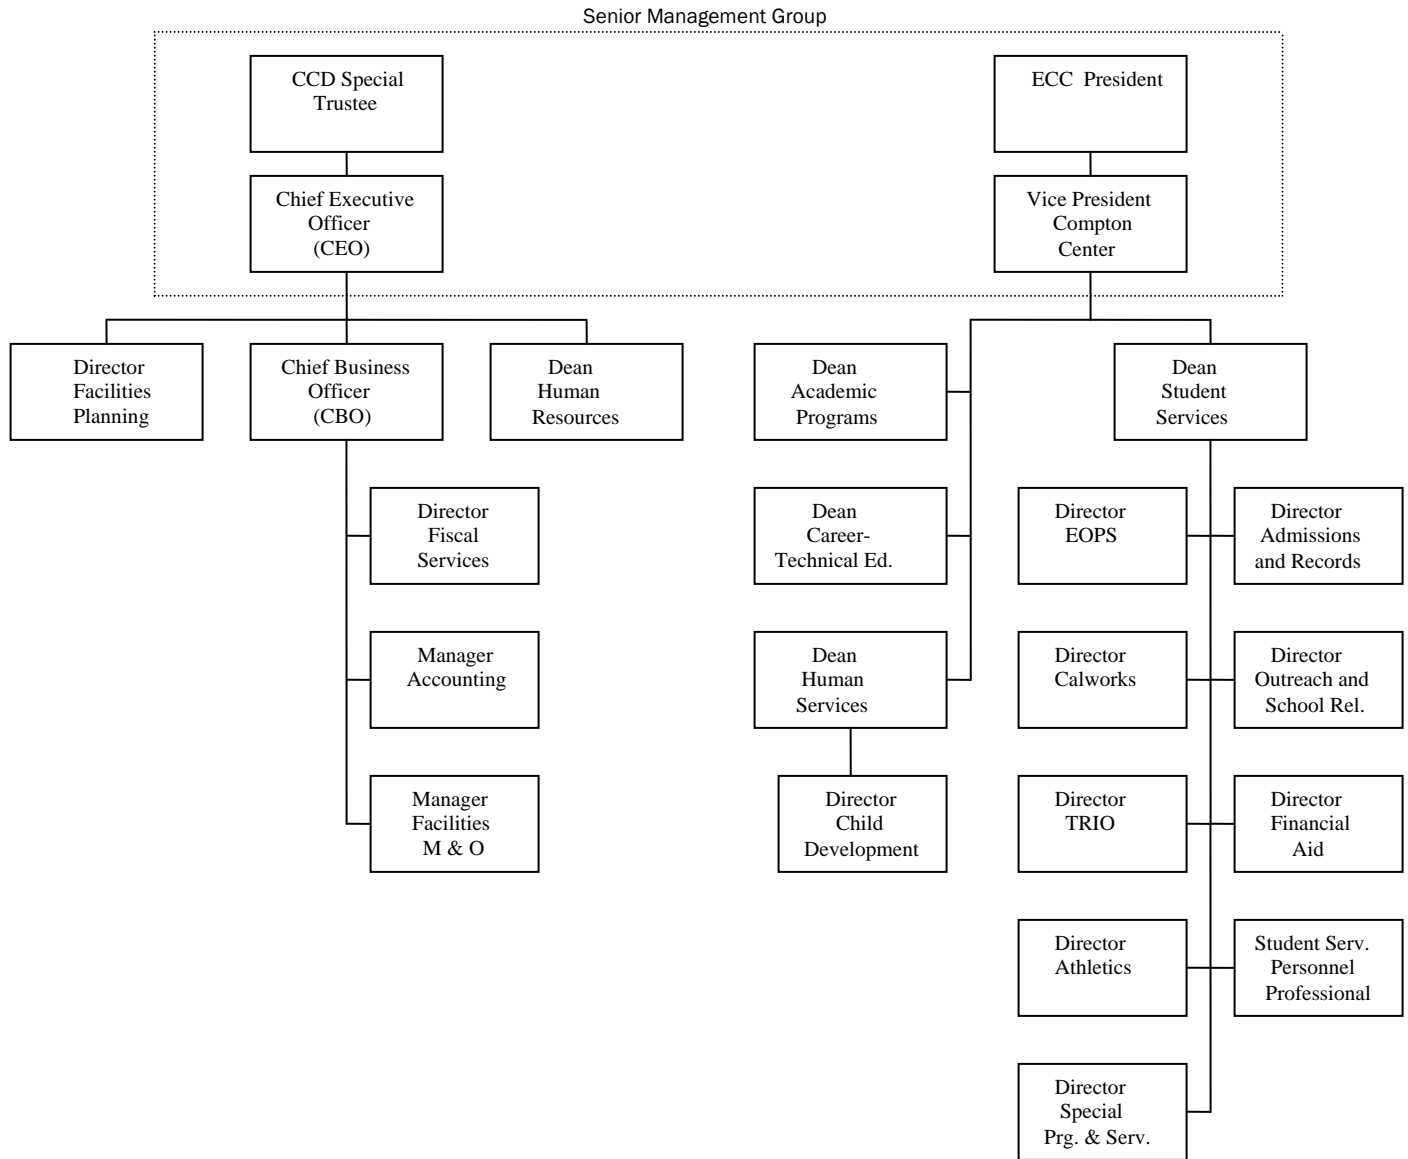 Senior Management Group
CCD Special
Trustee
ECC President
Chief Executive
Officer
(CEO)
Vice President
Compton
Center
Director
Facilities
Planning
Chief Business
Officer
(CBO)
Dean
Human
Resources
Dean
Academic
Programs
Dean
Student
Services
Director
Fiscal
Services
Dean
Career-
Technical Ed.
Director
EOPS
Director
Admissions
and Records
Manager
Accounting
Dean
Human
Services
Director
Calworks
Director
Outreach and
School Rel.
Manager
Facilities
M & O
Director
Child
Development
Director
TRIO
Director
Financial
Aid
Director
Athletics
Student Serv.
Personnel
Professional
Director
Special
Prg. & Serv.